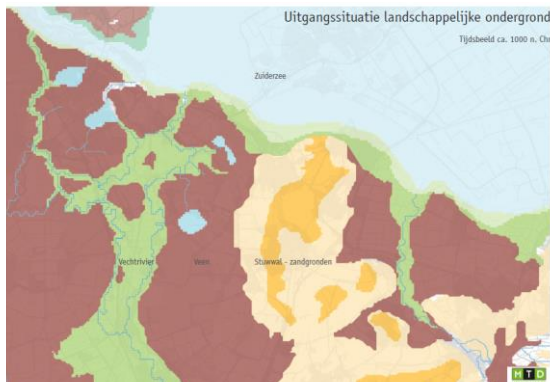 Uitgangssituatie landschappelijke ondergrond
Tijdsbeeld ca. 1000 n. Chr
Zuiderzee
Vechtrivier
Veen
Stuwwal - zandgronden
MTD